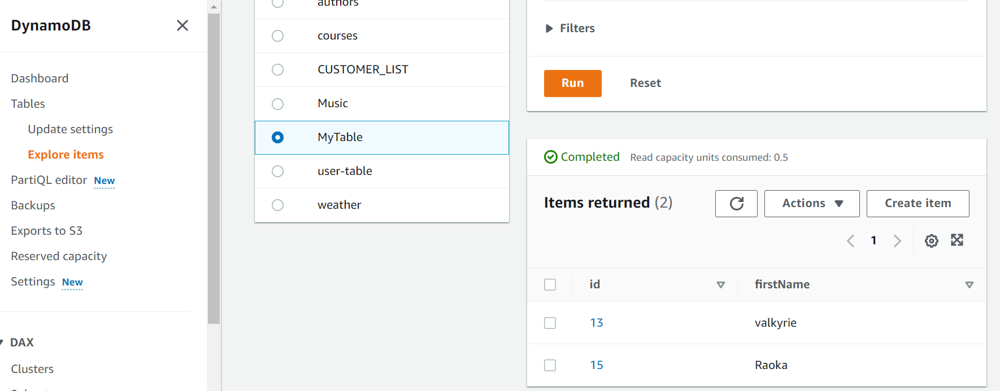 DynamoDB
Dashboard
Tables
Update settings
Explore items
PartiQL editor New
Backups
Exports to S3
Reserved capacity
Settings New
DAX
Clusters
authors
courses
CUSTOMER_LIST
Music
MyTable
user-table
weather
Filters
Run Reset
Completed Read capacity units consumed: 0.5
Items returned (2) Actions Create item
1
id firstName
13 valkyrie
15 Raoka